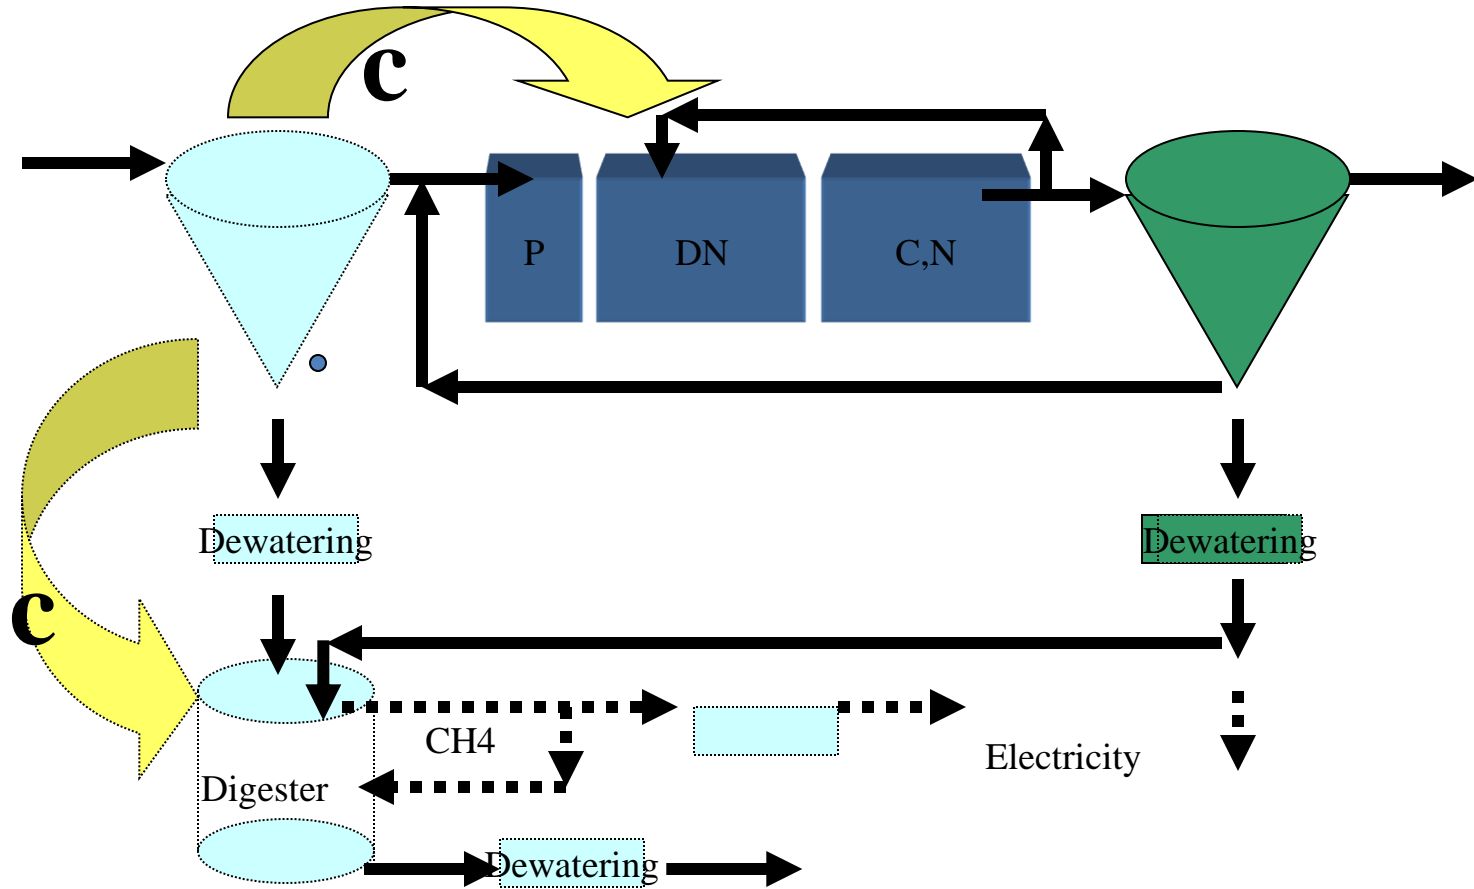 c
P
DN
C,N
Dewatering
Dewatering
c
CH4
Electricity
Digester
Dewatering